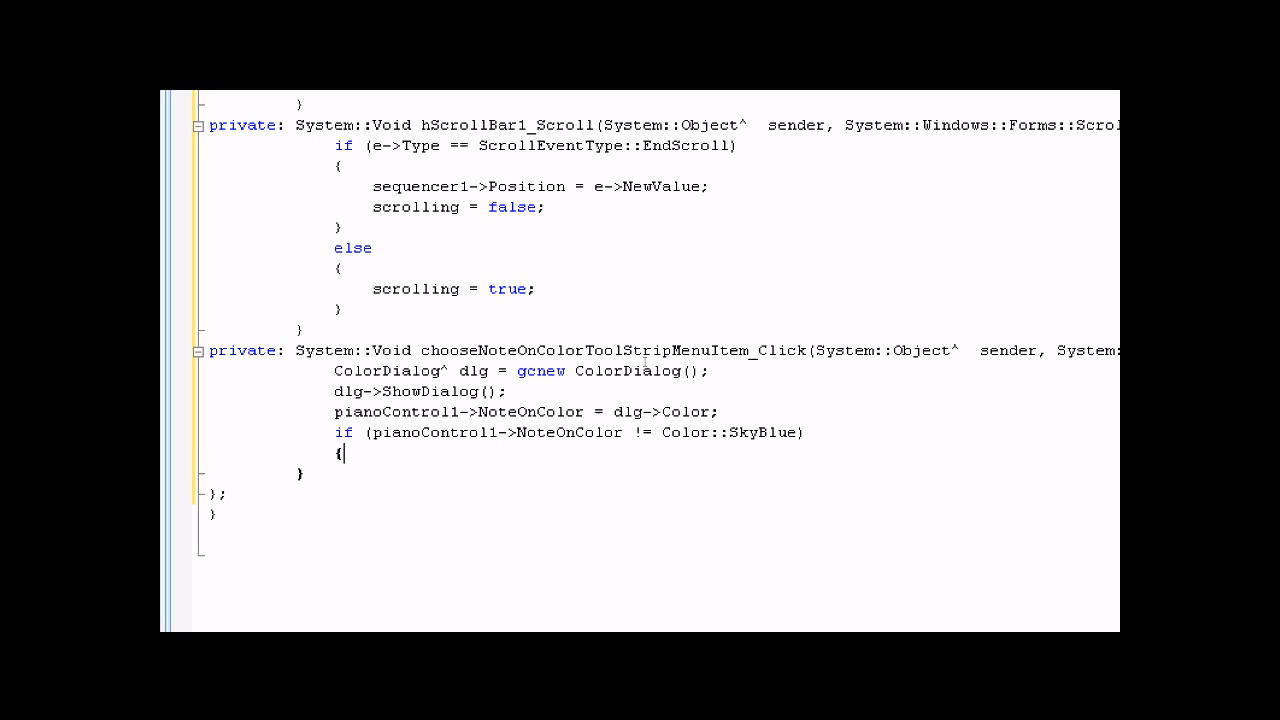 }
private: System::Void hScrollBar1_Scroll(System::Object^  sender, System::Windows::Forms::Scrol
if (e->Type == ScrollEventType::EndScroll)
{
sequencer1->Position = e->NewValue;
scrolling = false;
}
else
{
scrolling = true;
}
}
private: System::Void chooseNoteOnColorToolStripMenuItem_Click(System::Object^  sender, System:
ColorDialog^ dlg = gcnew ColorDialog();
dlg->ShowDialog();
pianoControl1->NoteOnColor = dlg->Color;
if (pianoControl1->NoteOnColor != Color::SkyBlue)
{
}
};
}